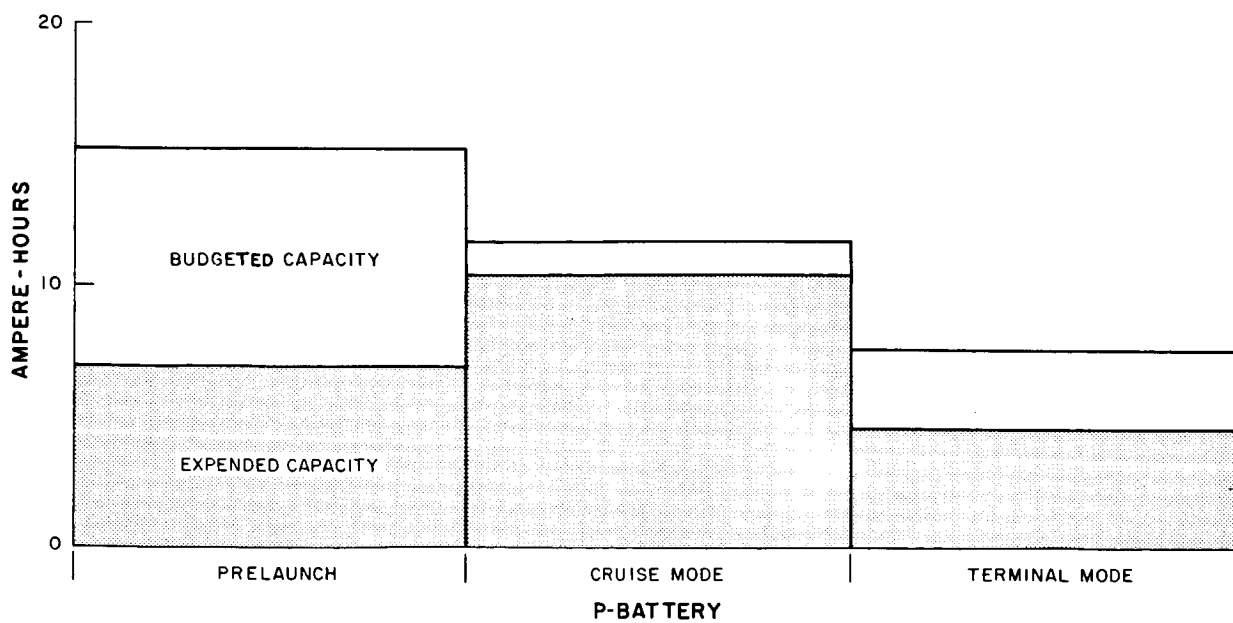 20
AMPERE-HOURS
BUDGETED CAPACITY
10
EXPENDED CAPACITY
0
PRELAUNCH
CRUISE MODE
TERMINAL MODE
P-BATTERY